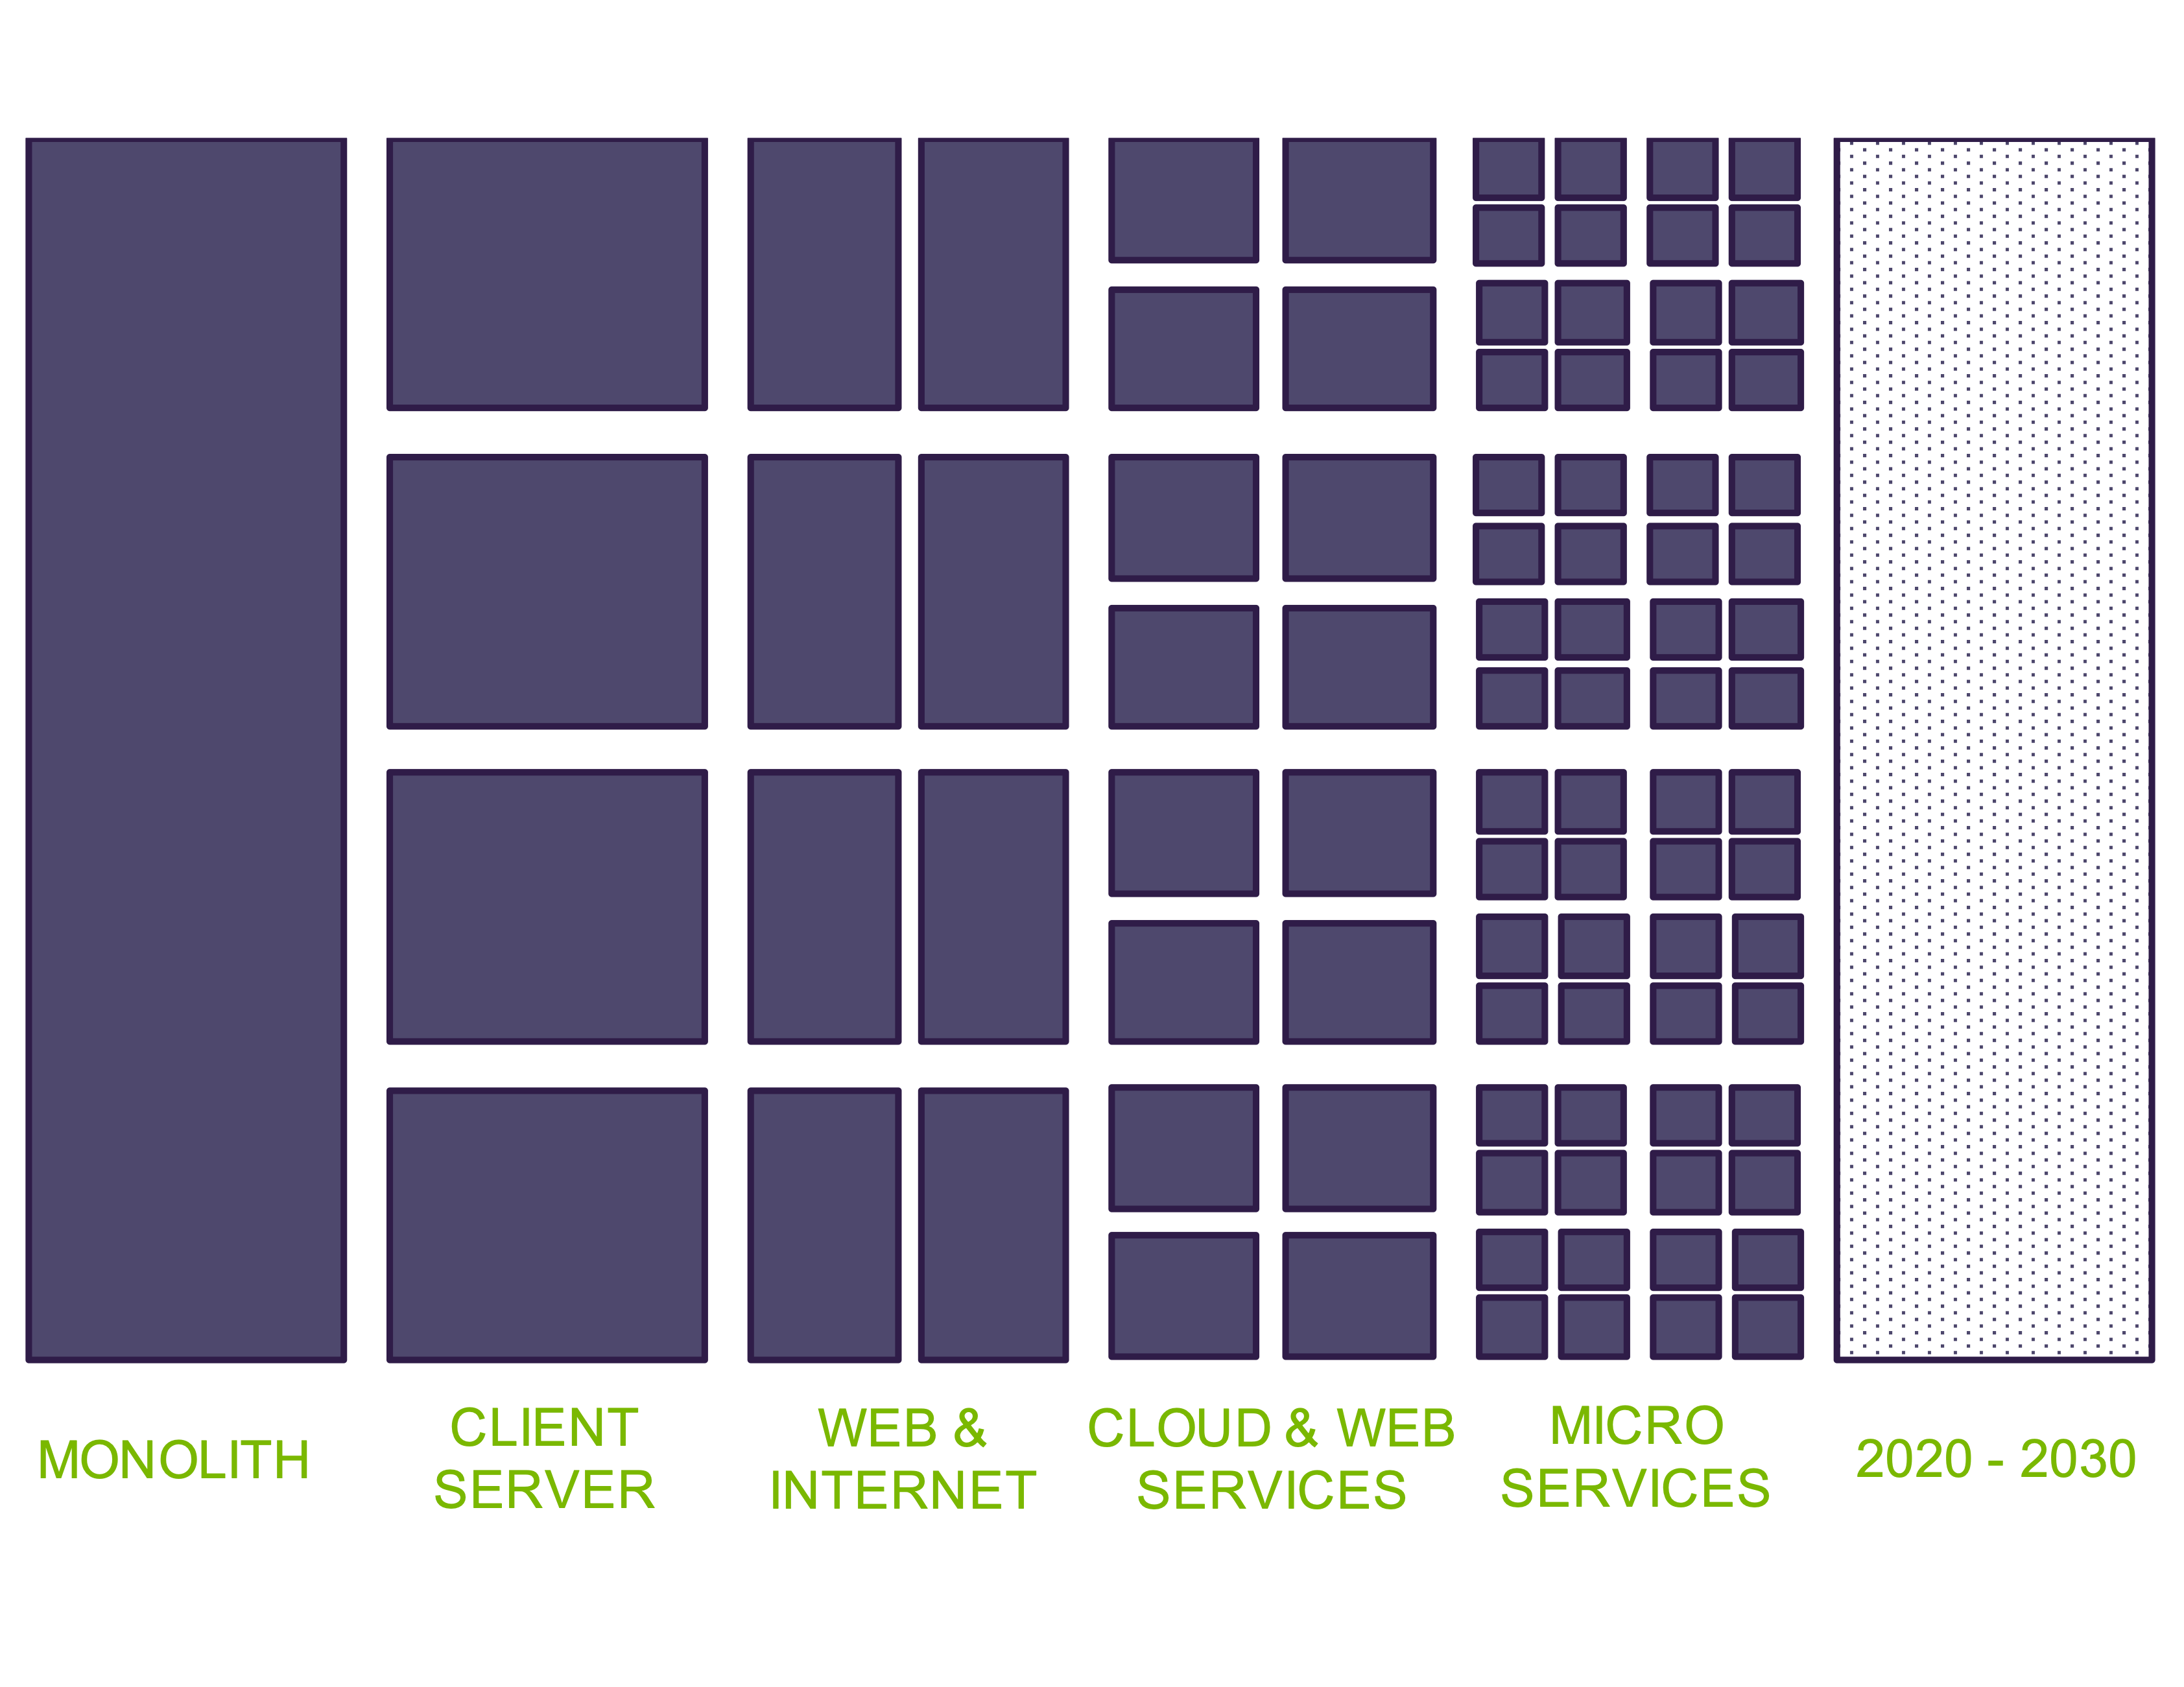 MONOLITH
CLIENT
SERVER
WEB &
INTERNET
CLOUD & WEB
SERVICES
MICRO
SERVICES
2020 - 2030